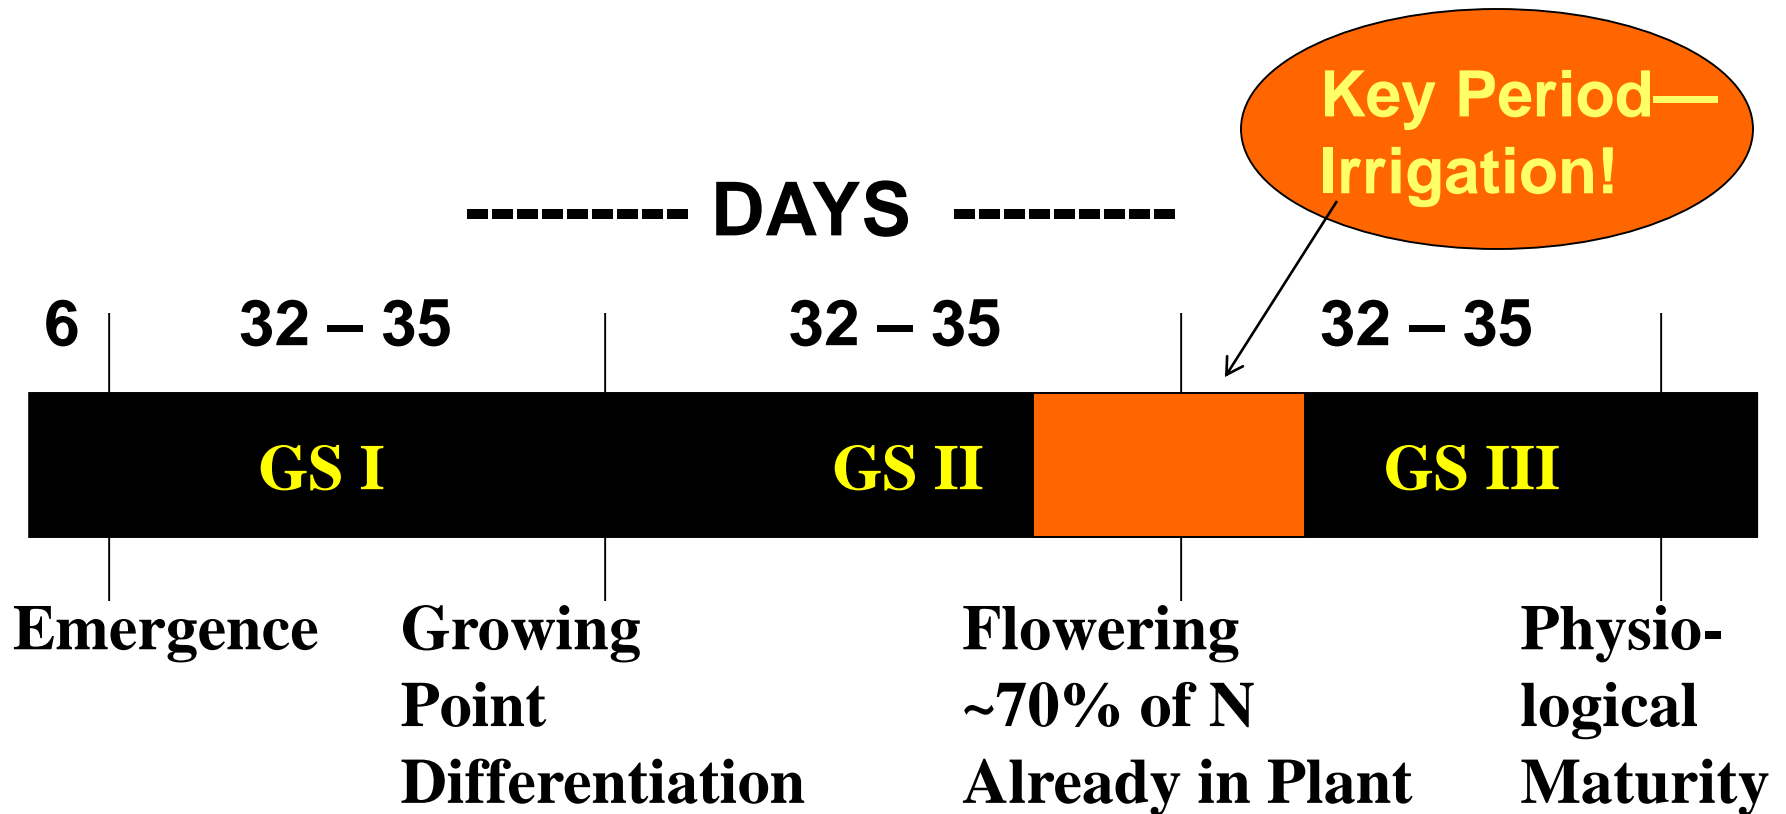 Key Period—
Irrigation!
--------- DAYS ---------
6 32 – 35 32 – 35 32 – 35
GS I GS II GS III
Emergence
Growing
Point
Differentiation
Flowering
~70% of N
Already in Plant
Physio-
logical
Maturity